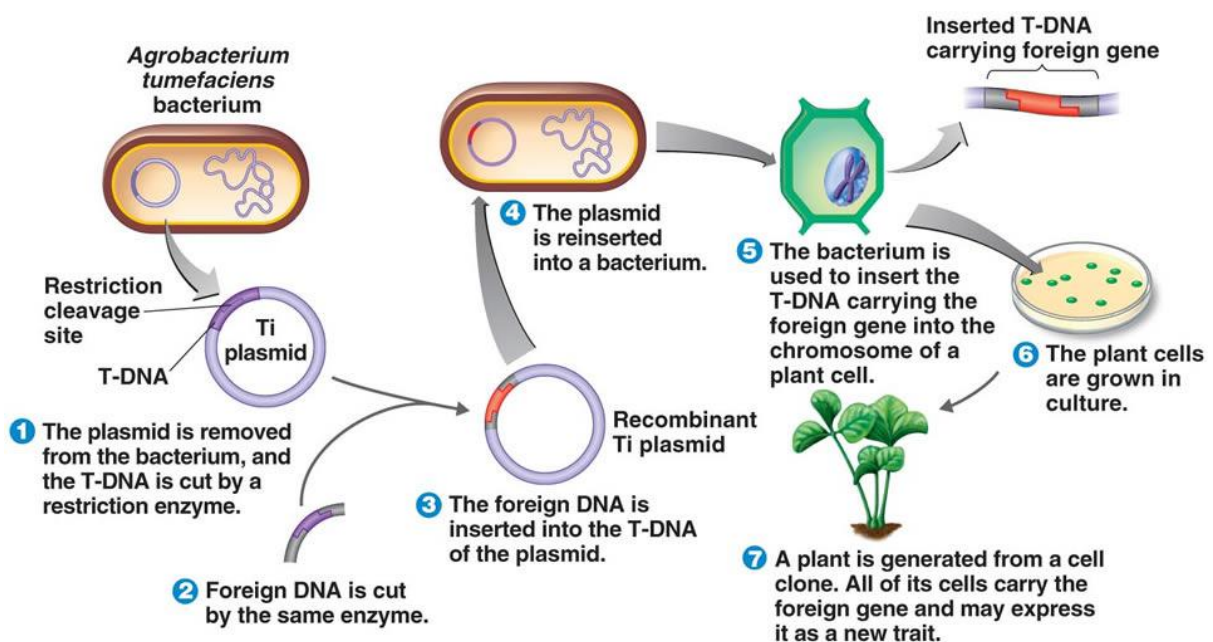 Agrobacterium
tumefaciens
bacterium
Restriction
cleavage
site
T-DNA
Ti
plasmid
1 The plasmid is removed
from the bacterium, and
the T-DNA is cut by a
restriction enzyme.
2 Foreign DNA is cut
by the same enzyme.
3 The foreign DNA is
inserted into the T-DNA
of the plasmid.
Recombinant
Ti plasmid
4 The plasmid
is reinserted
into a bacterium.
5 The bacterium is
used to insert the
T-DNA carrying the
foreign gene into the
chromosome of a
plant cell.
Inserted T-DNA
carrying foreign gene
6 The plant cells
are grown in
culture.
7 A plant is generated from a cell
clone. All of its cells carry the
foreign gene and may express
it as a new trait.